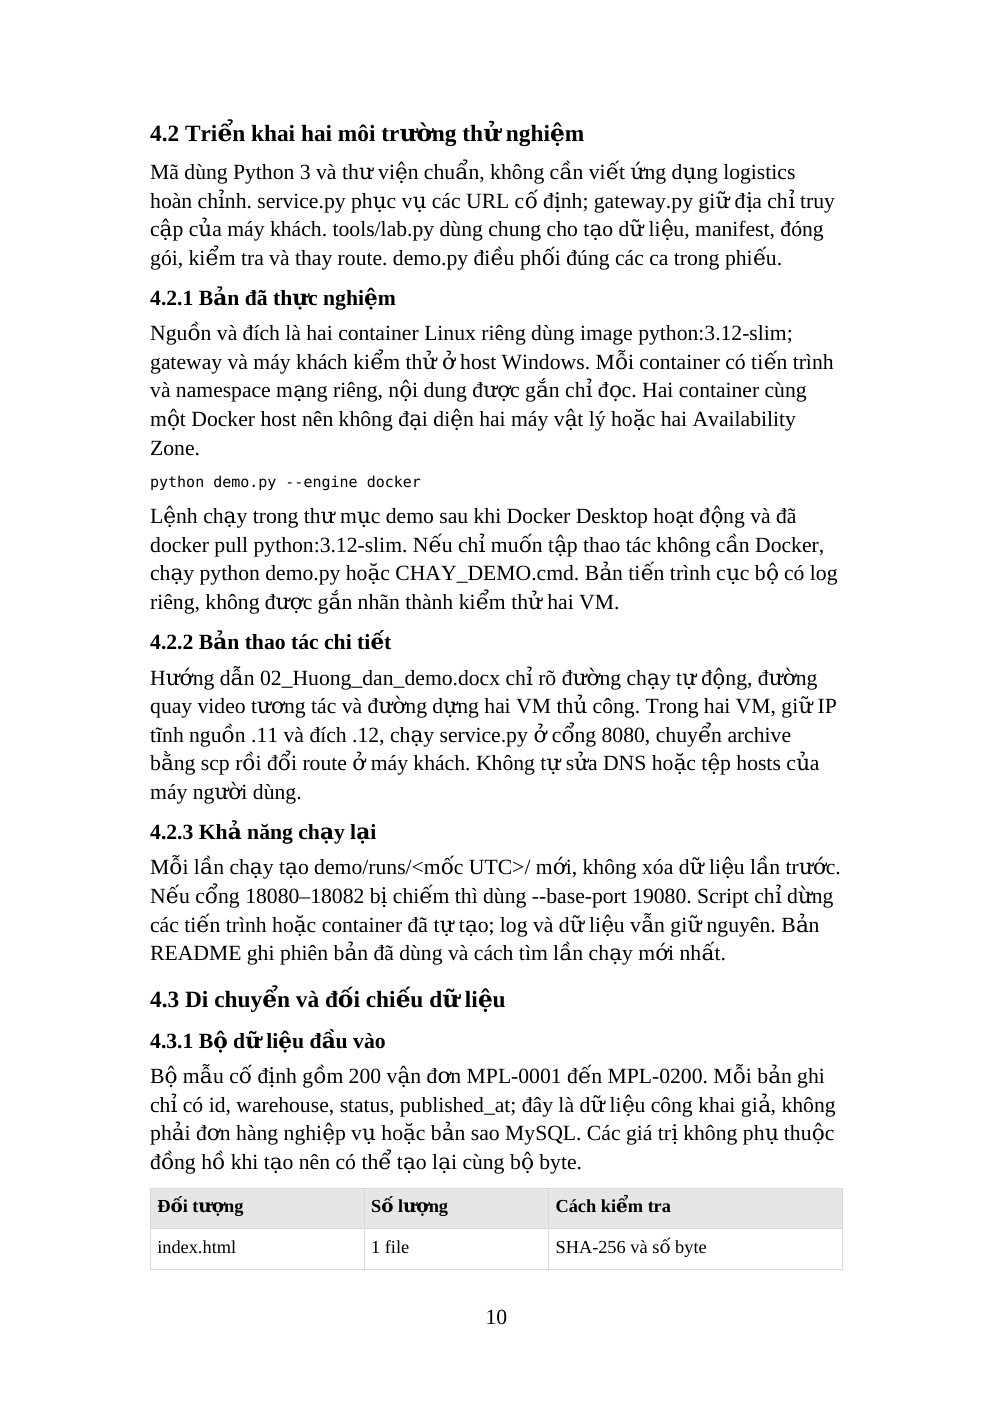 4.2 Triển khai hai môi trường thử nghiệm
Mã dùng Python 3 và thư viện chuẩn, không cần viết ứng dụng logistics
hoàn chỉnh. service.py phục vụ các URL cố định; gateway.py giữ địa chỉ truy
cập của máy khách. tools/lab.py dùng chung cho tạo dữ liệu, manifest, đóng
gói, kiểm tra và thay route. demo.py điều phối đúng các ca trong phiếu.
4.2.1 Bản đã thực nghiệm
Nguồn và đích là hai container Linux riêng dùng image python:3.12-slim;
gateway và máy khách kiểm thử ở host Windows. Mỗi container có tiến trình
và namespace mạng riêng, nội dung được gắn chỉ đọc. Hai container cùng
một Docker host nên không đại diện hai máy vật lý hoặc hai Availability
Zone.
python demo.py --engine docker
Lệnh chạy trong thư mục demo sau khi Docker Desktop hoạt động và đã
docker pull python:3.12-slim. Nếu chỉ muốn tập thao tác không cần Docker,
chạy python demo.py hoặc CHAY_DEMO.cmd. Bản tiến trình cục bộ có log
riêng, không được gắn nhãn thành kiểm thử hai VM.
4.2.2 Bản thao tác chi tiết
Hướng dẫn 02_Huong_dan_demo.docx chỉ rõ đường chạy tự động, đường
quay video tương tác và đường dựng hai VM thủ công. Trong hai VM, giữ IP
tĩnh nguồn .11 và đích .12, chạy service.py ở cổng 8080, chuyển archive
bằng scp rồi đổi route ở máy khách. Không tự sửa DNS hoặc tệp hosts của
máy người dùng.
4.2.3 Khả năng chạy lại
Mỗi lần chạy tạo demo/runs/<mốc UTC>/ mới, không xóa dữ liệu lần trước.
Nếu cổng 18080–18082 bị chiếm thì dùng --base-port 19080. Script chỉ dừng
các tiến trình hoặc container đã tự tạo; log và dữ liệu vẫn giữ nguyên. Bản
README ghi phiên bản đã dùng và cách tìm lần chạy mới nhất.
4.3 Di chuyển và đối chiếu dữ liệu
4.3.1 Bộ dữ liệu đầu vào
Bộ mẫu cố định gồm 200 vận đơn MPL-0001 đến MPL-0200. Mỗi bản ghi
chỉ có id, warehouse, status, published_at; đây là dữ liệu công khai giả, không
phải đơn hàng nghiệp vụ hoặc bản sao MySQL. Các giá trị không phụ thuộc
đồng hồ khi tạo nên có thể tạo lại cùng bộ byte.
Đối tượng Số lượng Cách kiểm tra
index.html 1 file SHA-256 và số byte
10